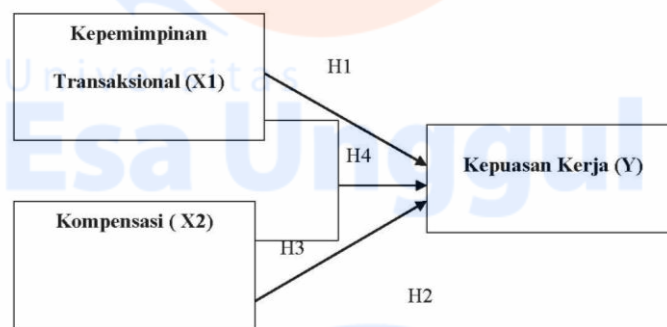 Kepemimpinan
Transaksional (X1)
Universitas
Esa Unggul
H1
H4
Kepuasan Kerja (Y)
Kompensasi ( X2)
H3
H2